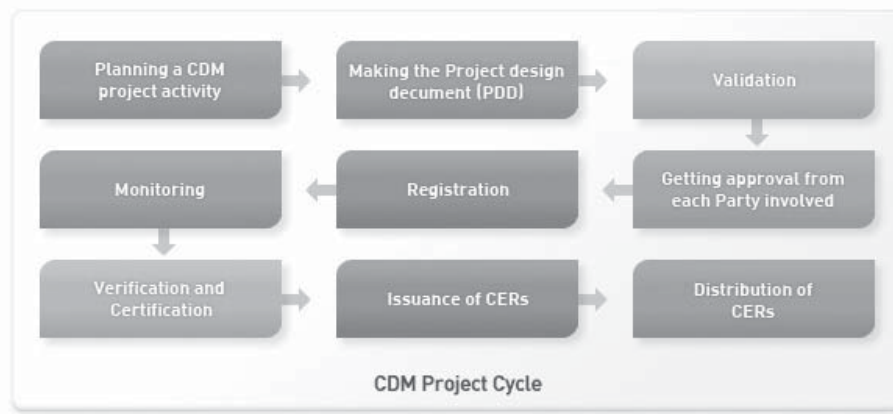 Planning a CDM
project activity
Making the Project design
decument (PDD)
Validation
Getting approval from
each Party involved
Registration
Monitoring
Verification and
Certification
Issuance of CERs
Distribution of
CERs
CDM Project Cycle